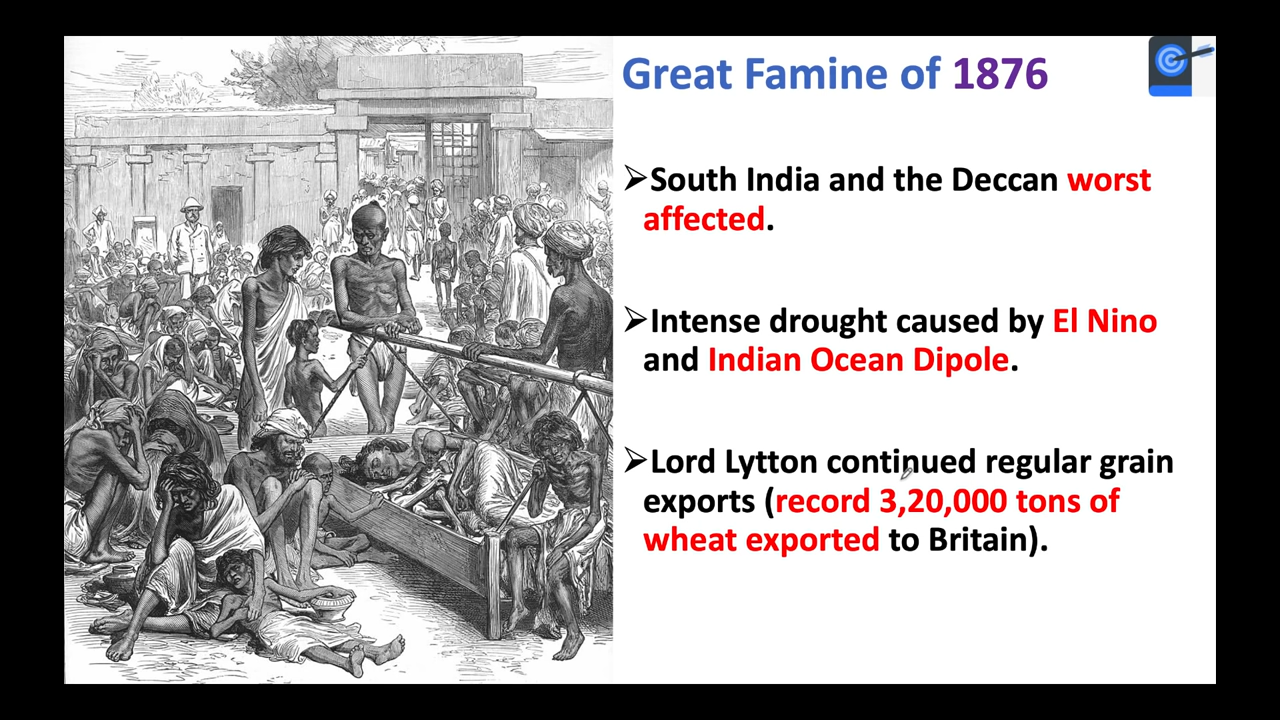 Great Famine of 1876
➢South India and the Deccan worst
affected.
➢Intense drought caused by El Nino
and Indian Ocean Dipole.
➢Lord Lytton continued regular grain
exports (record 3,20,000 tons of
wheat exported to Britain).